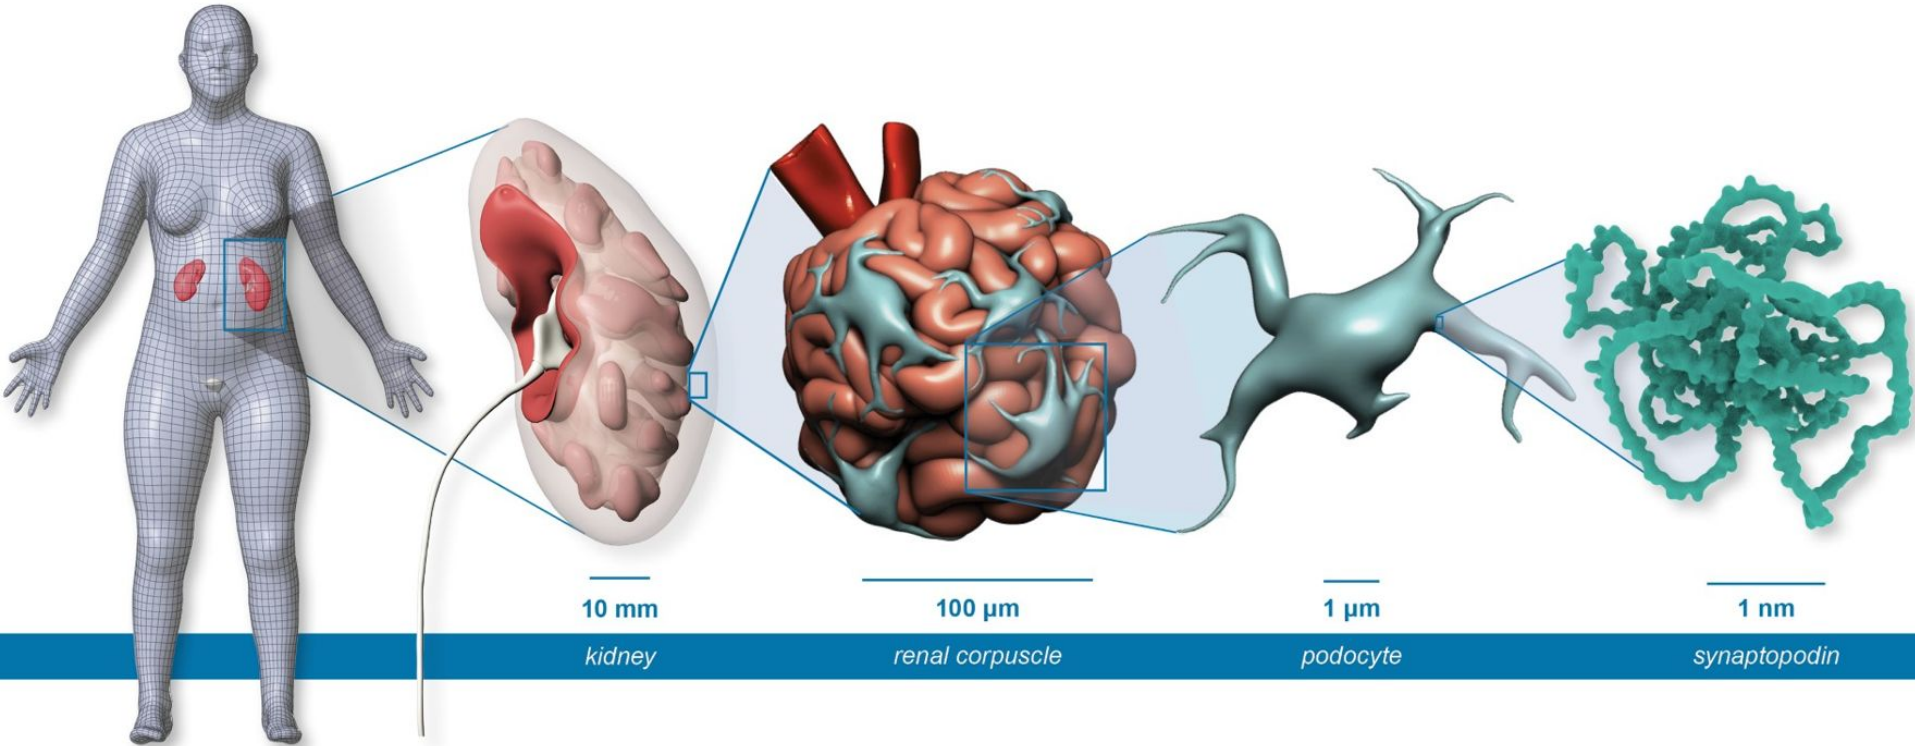 10 mm
100 µm
1 µm
1 nm
kidney
renal corpuscle
podocyte
synaptopodin